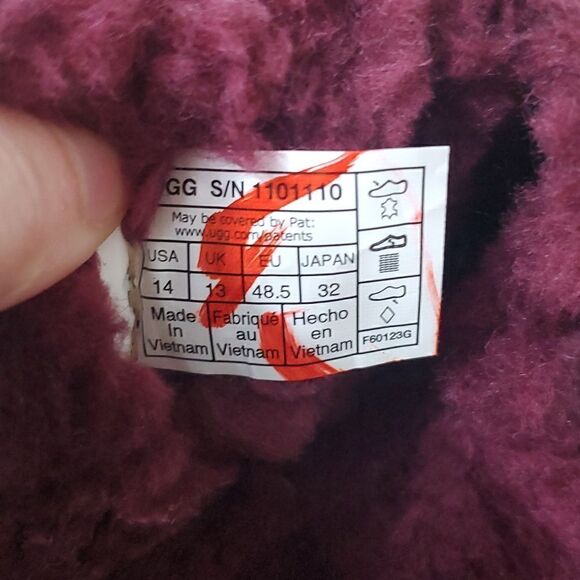 UGG S/N 1101110
May be covered by Pat:
www.ugg.com/patents
USA UK EU JAPAN
14 13 48.5 32
Made In Vietnam
Fabriqué au Vietnam
Hecho en Vietnam
F60123G